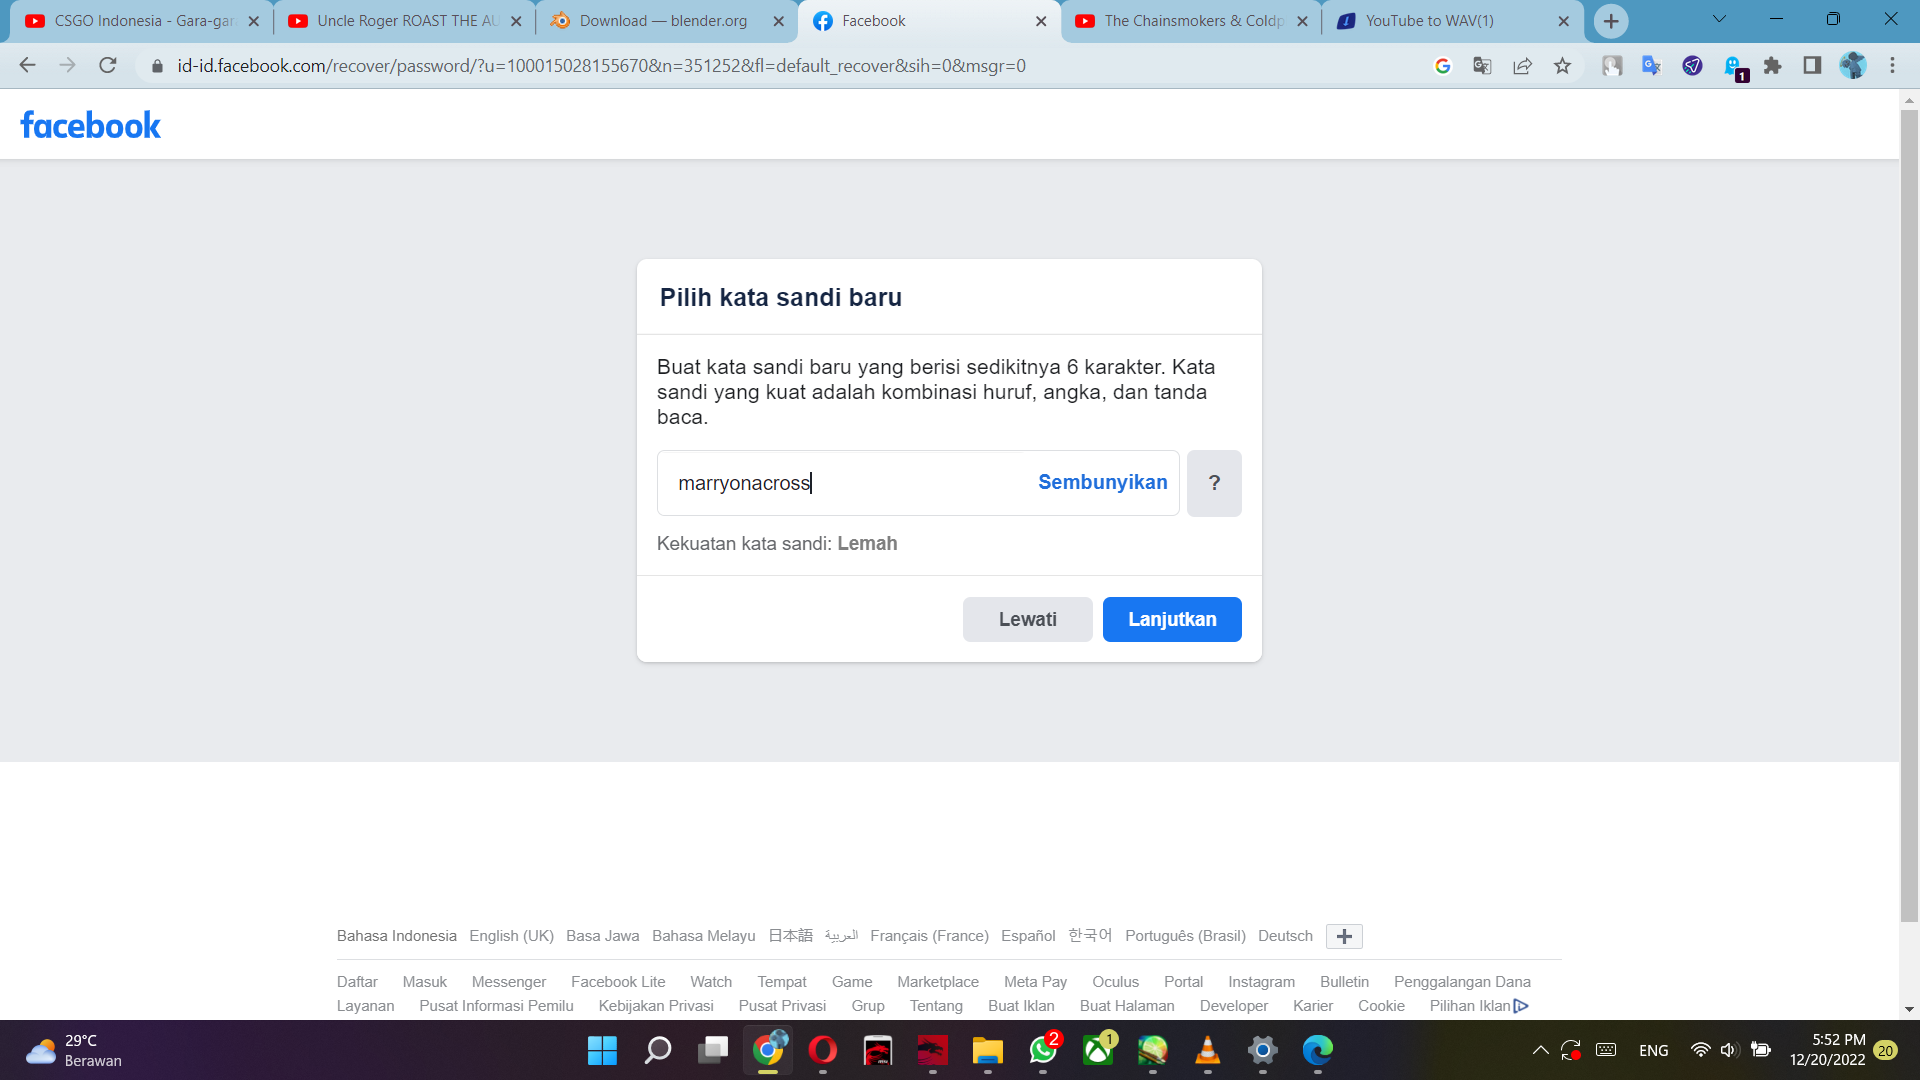 CSGO Indonesia - Gara-gar
Uncle Roger ROAST THE AU
Download — blender.org
Facebook
The Chainsmokers & Coldp
YouTube to WAV(1)
id-id.facebook.com/recover/password/?u=100015028155670&n=351252&fl=default_recover&sih=0&msgr=0
1
facebook
Pilih kata sandi baru
Buat kata sandi baru yang berisi sedikitnya 6 karakter. Kata
sandi yang kuat adalah kombinasi huruf, angka, dan tanda
baca.
marryonacross
Sembunyikan
?
Kekuatan kata sandi: Lemah
Lewati
Lanjutkan
Bahasa Indonesia English (UK) Basa Jawa Bahasa Melayu 日本語 العربية Français (France) Español 한국어 Português (Brasil) Deutsch
Daftar Masuk Messenger Facebook Lite Watch Tempat Game Marketplace Meta Pay Oculus Portal Instagram Bulletin Penggalangan Dana
Layanan Pusat Informasi Pemilu Kebijakan Privasi Pusat Privasi Grup Tentang Buat Iklan Buat Halaman Developer Karier Cookie Pilihan Iklan
29°C
Berawan
2
1
ENG
5:52 PM
12/20/2022
20